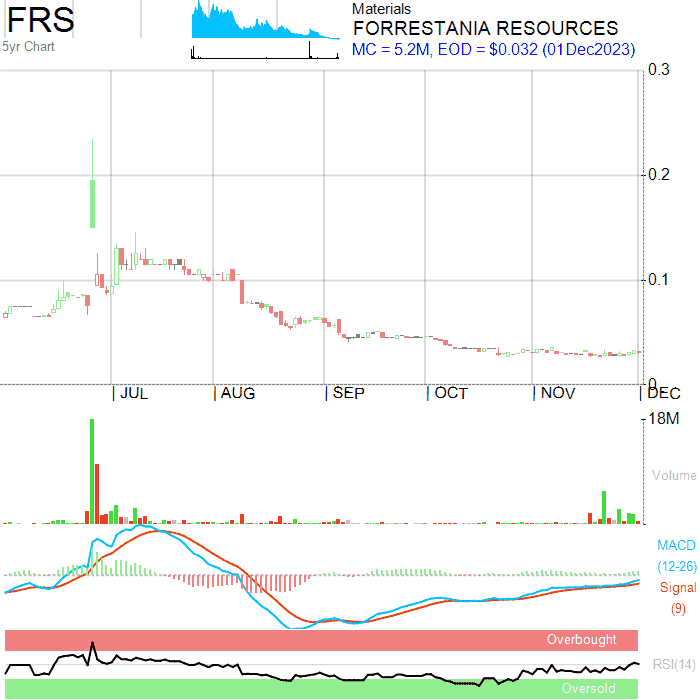 FRS
5yr Chart
Materials
FORRESTANIA RESOURCES
MC = 5.2M, EOD = $0.032 (01Dec2023)
0.3
0.2
0.1
0
JUL AUG SEP OCT NOV DEC
18M
Volume
MACD
(12-26)
Signal
(9)
Overbought
RSI(14)
Oversold